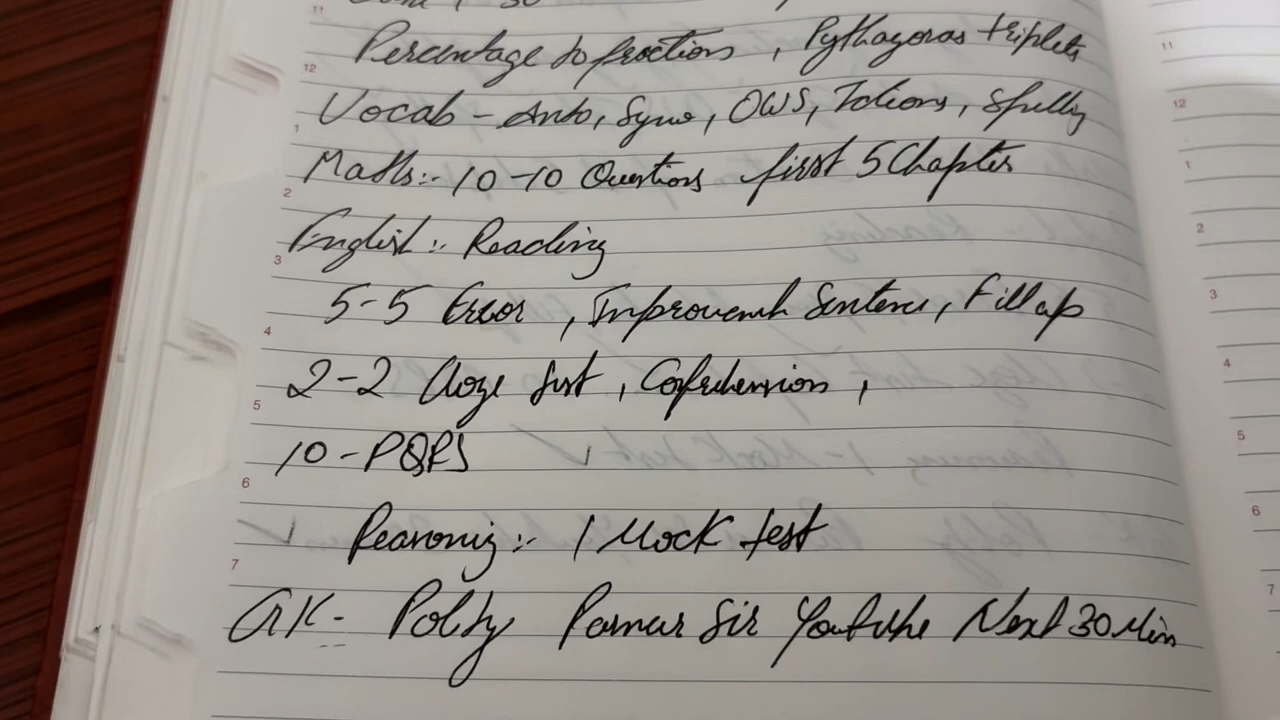 Percentage to fractions, Pythagoras triplets
Vocab - Anto, Syno, OWS, Idioms, Spelling
Maths:- 10-10 Questions first 5 Chapter
English:- Reading
5-5 Error, Improvement Sentence, Fill up
2-2 Cloze test, Comprehension,
10 - PQRS
Reasoning:- 1 Mock test
GK- Polity Parmar Sir Youtube Next 30 Min